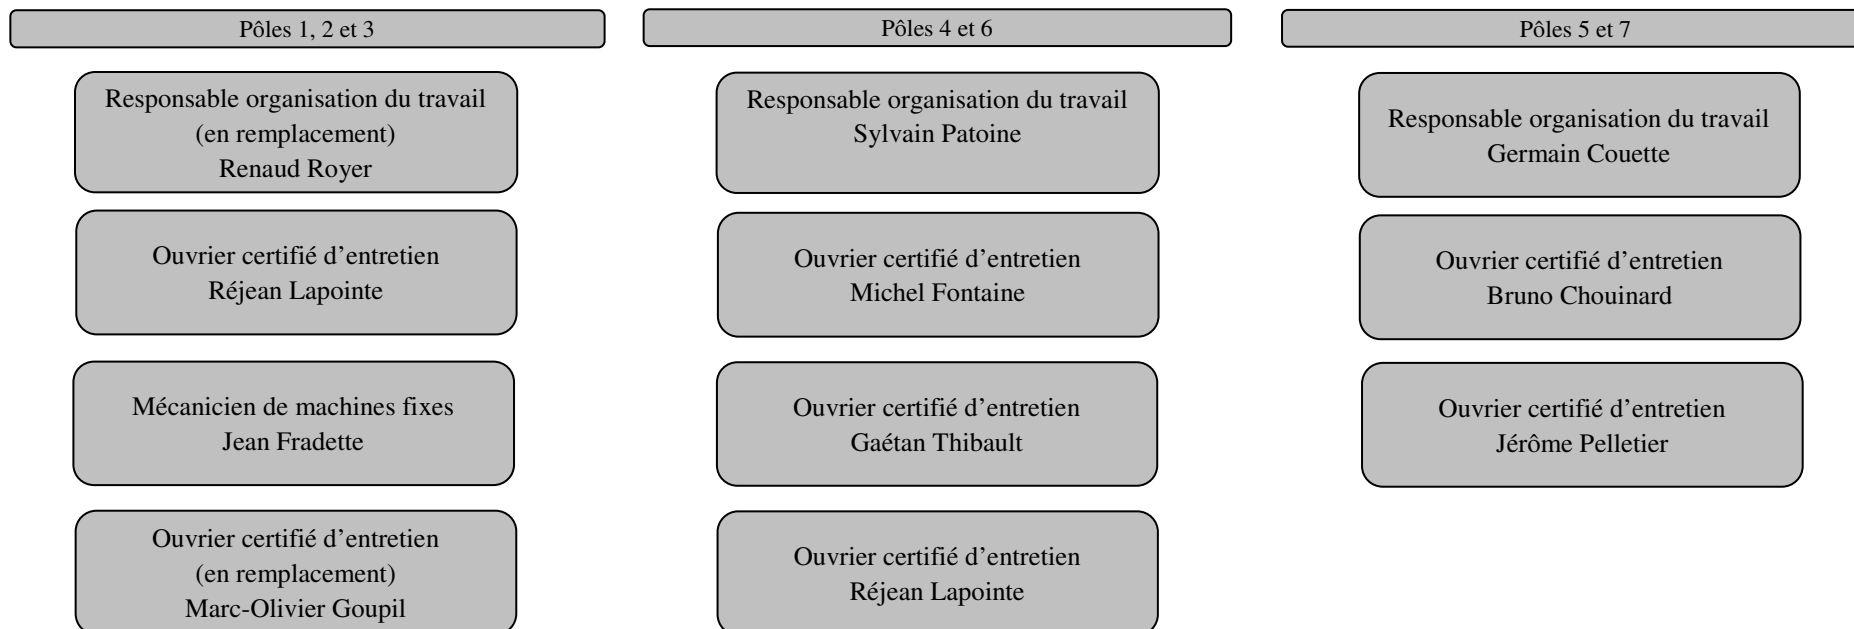 Pôles 1, 2 et 3
Responsable organisation du travail
(en remplacement)
Renaud Royer
Ouvrier certifié d’entretien
Réjean Lapointe
Mécanicien de machines fixes
Jean Fradette
Ouvrier certifié d’entretien
(en remplacement)
Marc-Olivier Goupil
Pôles 4 et 6
Responsable organisation du travail
Sylvain Patoine
Ouvrier certifié d’entretien
Michel Fontaine
Ouvrier certifié d’entretien
Gaétan Thibault
Ouvrier certifié d’entretien
Réjean Lapointe
Pôles 5 et 7
Responsable organisation du travail
Germain Couette
Ouvrier certifié d’entretien
Bruno Chouinard
Ouvrier certifié d’entretien
Jérôme Pelletier